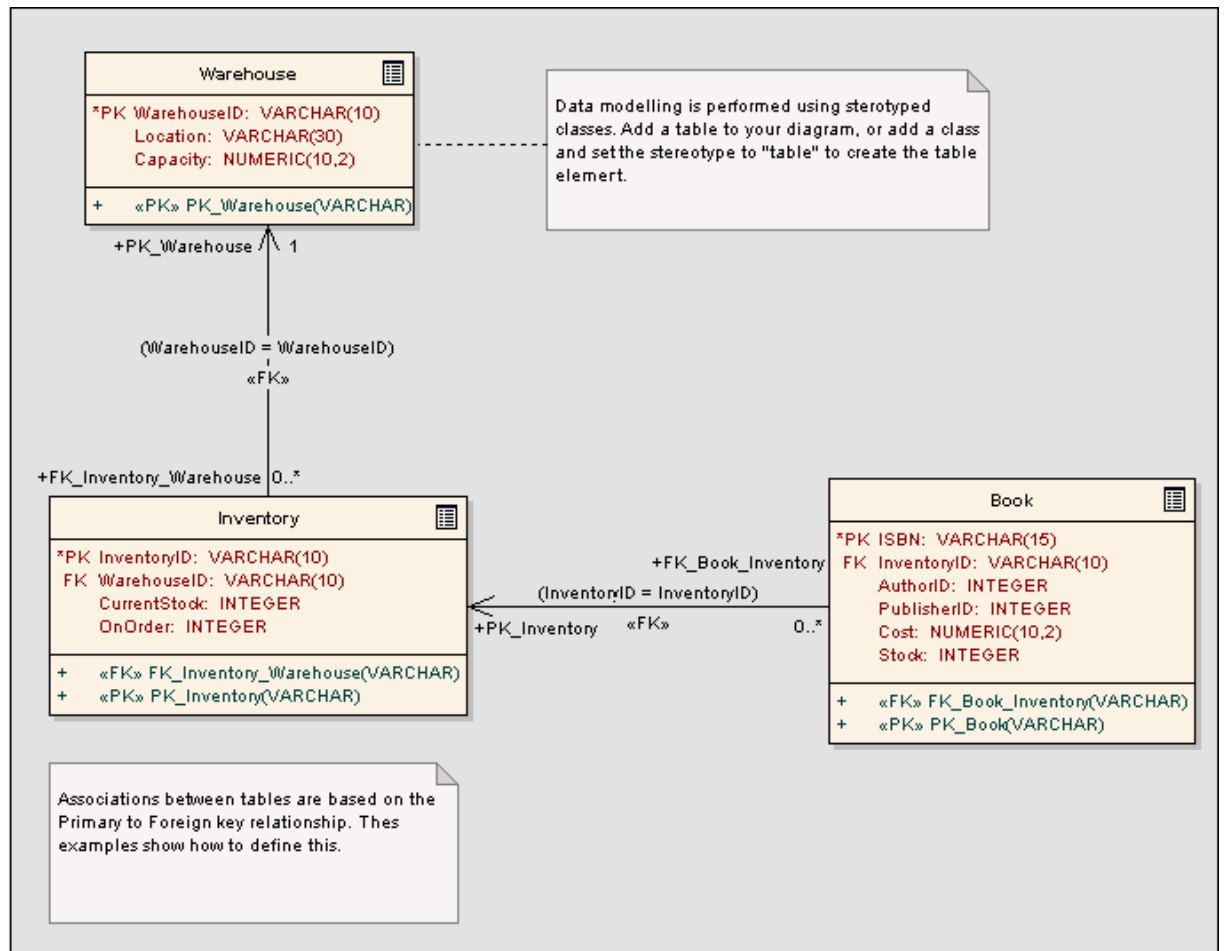 Warehouse
*PK WarehouseID: VARCHAR(10)
Location: VARCHAR(30)
Capacity: NUMERIC(10,2)
+ «PK» PK_Warehouse(VARCHAR)
Data modelling is performed using sterotyped
classes. Add a table to your diagram, or add a class
and set the stereotype to "table" to create the table
elemert.
+PK_Warehouse 1
(WarehouseID = WarehouseID)
«FK»
+FK_Inventory_Warehouse 0..*
Inventory
*PK InventoryID: VARCHAR(10)
FK WarehouseID: VARCHAR(10)
CurrentStock: INTEGER
OnOrder: INTEGER
+ «FK» FK_Inventory_Warehouse(VARCHAR)
+ «PK» PK_Inventory(VARCHAR)
+FK_Book_Inventory
(InventoryID = InventoryID)
+PK_Inventory «FK» 0..*
Book
*PK ISBN: VARCHAR(15)
FK InventoryID: VARCHAR(10)
AuthorID: INTEGER
PublisherID: INTEGER
Cost: NUMERIC(10,2)
Stock: INTEGER
+ «FK» FK_Book_Inventory(VARCHAR)
+ «PK» PK_Book(VARCHAR)
Associations between tables are based on the
Primary to Foreign key relationship. Thes
examples show how to define this.